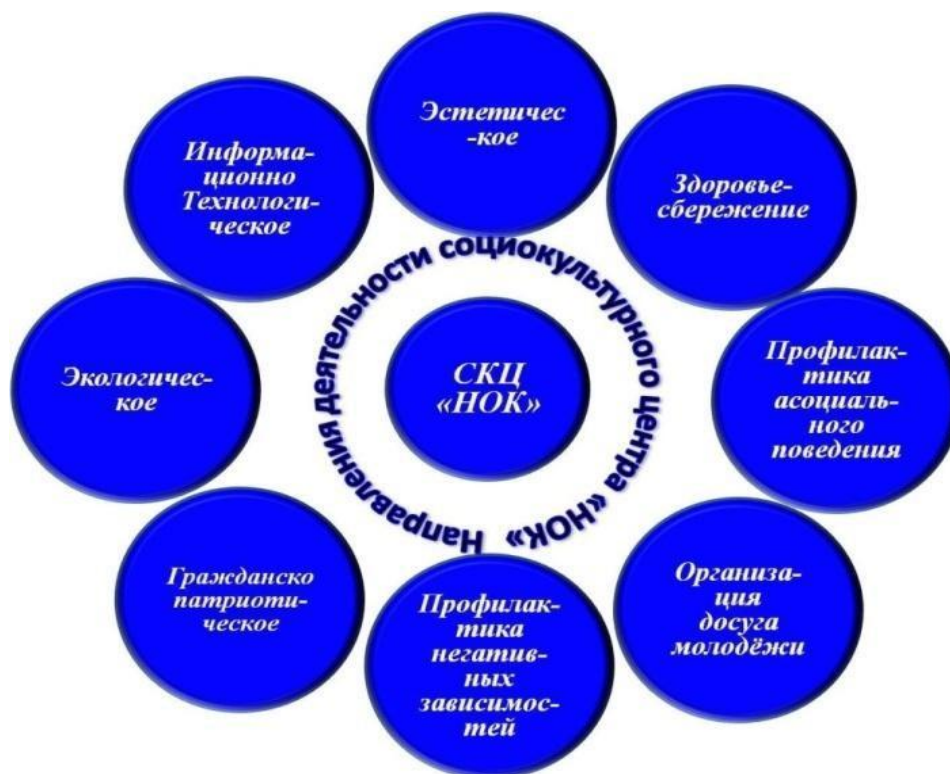 Эстетичес-
-кое
Информа-
ционно
Технологи-
ческое
Здоровье-
сбережение
Направления деятельности социокультурного центра «НОК»
СКЦ
«НОК»
Экологичес-
кое
Профилак-
тика
асоциаль-
ного
поведения
Гражданско
патриоти-
ческое
Профилак-
тика
негатив-
ных
зависимос-
тей
Организа-
ция
досуга
молодёжи